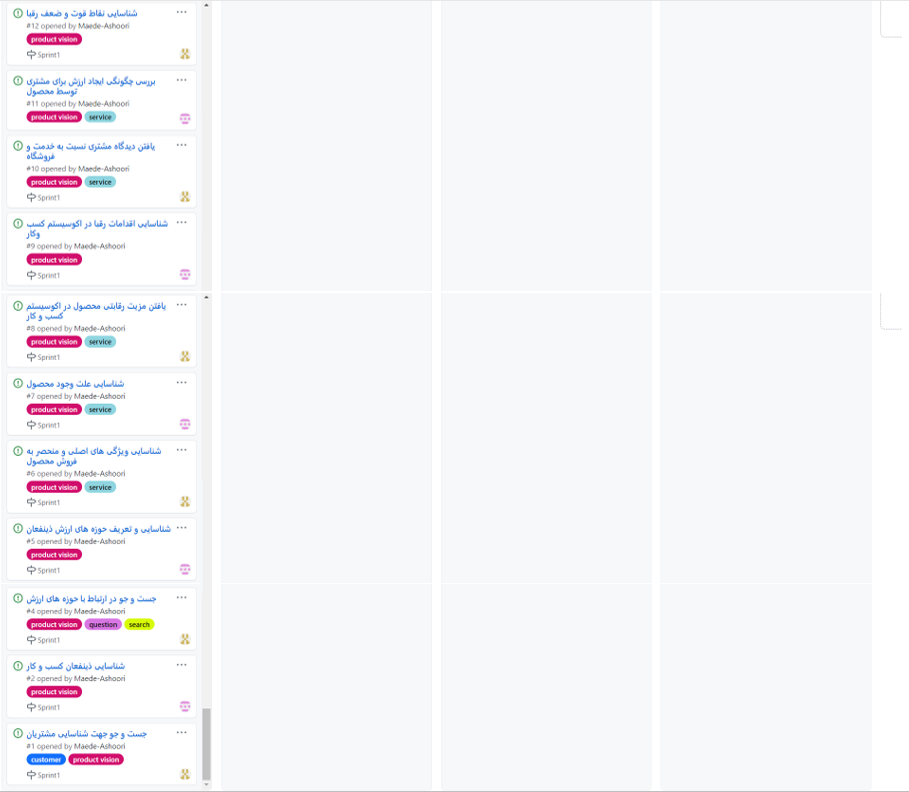 شناسایی نقاط قوت و ضعف رقبا
#12 opened by Maede-Ashoori
product vision
Sprint1
بررسی چگونگی ایجاد ارزش برای مشتری
توسط محصول
#11 opened by Maede-Ashoori
product vision service
یافتن دیدگاه مشتری نسبت به خدمت و
فروشگاه
#10 opened by Maede-Ashoori
product vision service
Sprint1
شناسایی اقدامات رقبا در اکوسیستم کسب
وکار
#9 opened by Maede-Ashoori
product vision
Sprint1
یافتن مزیت رقابتی محصول در اکوسیستم
کسب و کار
#8 opened by Maede-Ashoori
product vision service
Sprint1
شناسایی علت وجود محصول
#7 opened by Maede-Ashoori
product vision service
Sprint1
شناسایی ویژگی های اصلی و منحصر به
فروش محصول
#6 opened by Maede-Ashoori
product vision service
Sprint1
شناسایی و تعریف حوزه های ارزش ذینفعان
#5 opened by Maede-Ashoori
product vision
Sprint1
جست و جو در ارتباط با حوزه های ارزش
#4 opened by Maede-Ashoori
product vision question search
Sprint1
شناسایی ذینفعان کسب و کار
#2 opened by Maede-Ashoori
product vision
Sprint1
جست و جو جهت شناسایی مشتریان
#1 opened by Maede-Ashoori
customer product vision
Sprint1